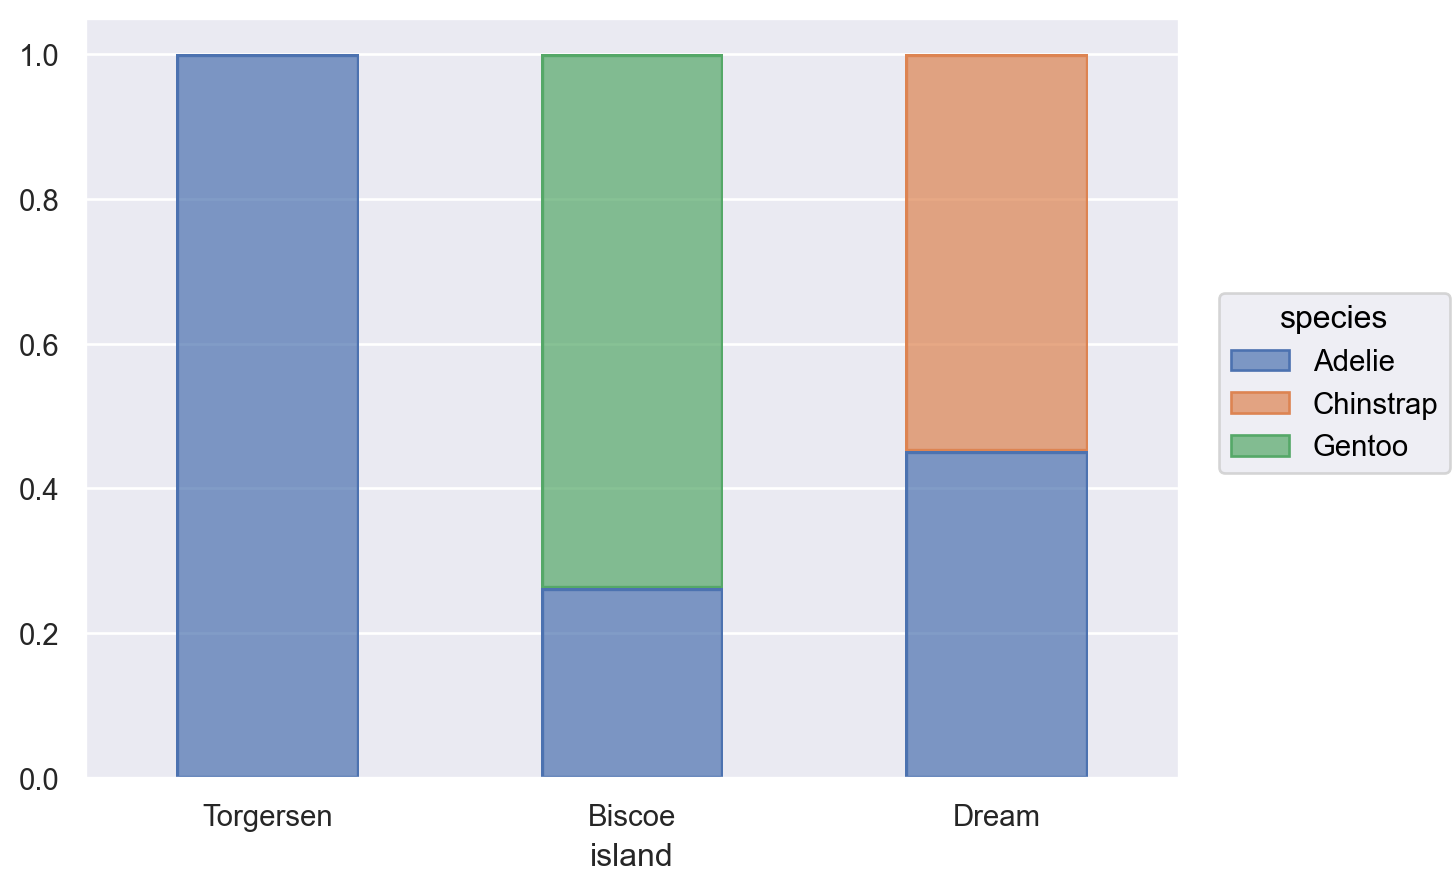 1.0
0.8
0.6
0.4
0.2
0.0
Torgersen
Biscoe
Dream
island
species
Adelie
Chinstrap
Gentoo